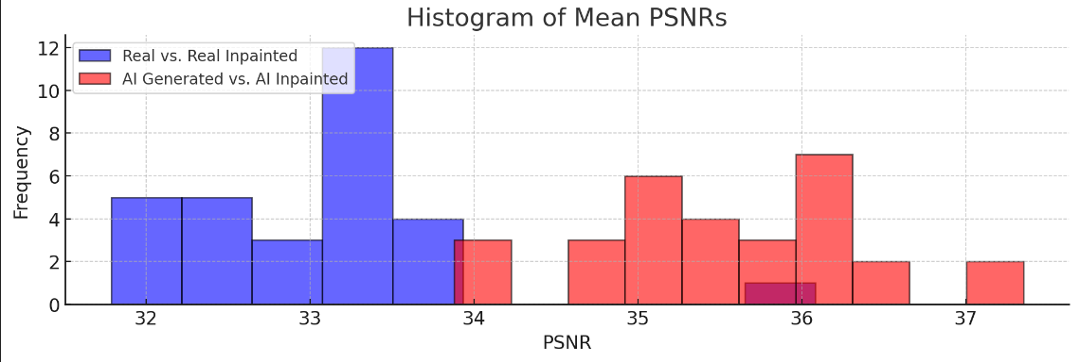 Histogram of Mean PSNRs
Real vs. Real Inpainted
AI Generated vs. AI Inpainted
Frequency
12
10
8
6
4
2
0
32 33 34 35 36 37
PSNR